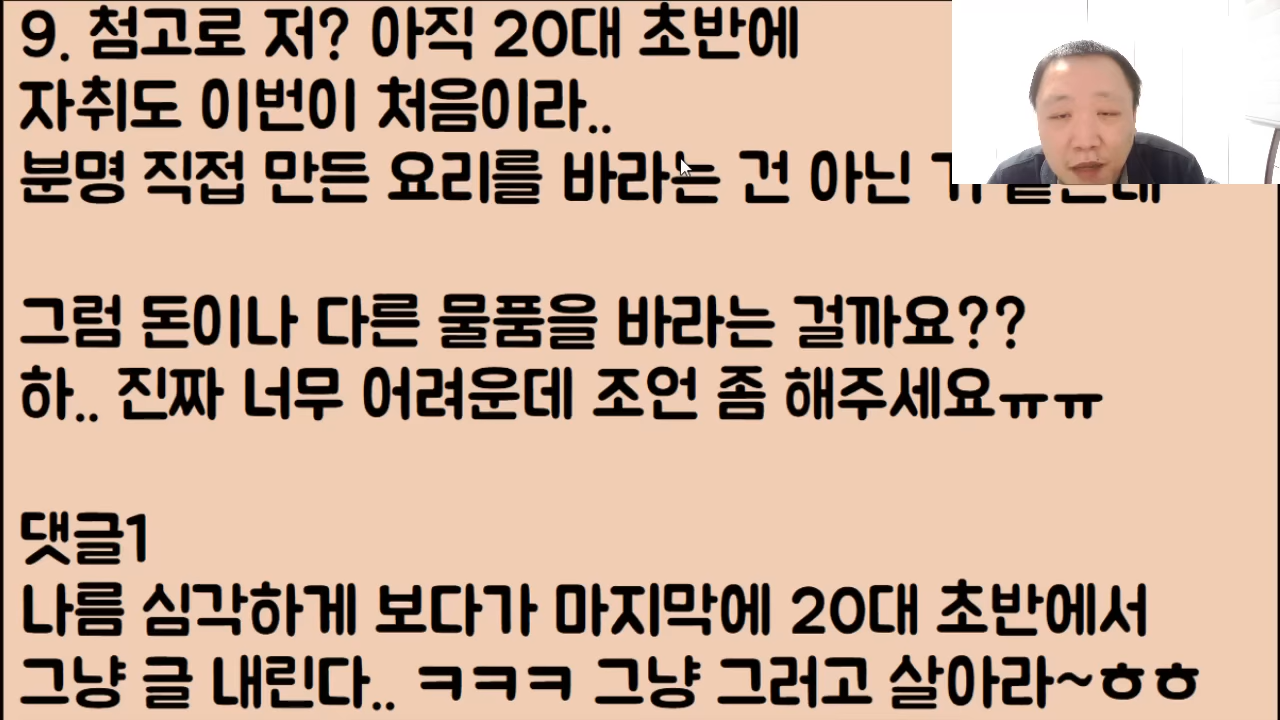 9. 첨고로 저? 아직 20대 초반에
자취도 이번이 처음이라..
분명 직접 만든 요리를 바라는 건 아닌
그럼 돈이나 다른 물품을 바라는 걸까요??
하.. 진짜 너무 어려운데 조언 좀 해주세요ㅠㅠ
댓글1
나름 심각하게 보다가 마지막에 20대 초반에서
그냥 글 내린다.. ㅋㅋㅋ 그냥 그러고 살아라~ㅎㅎ